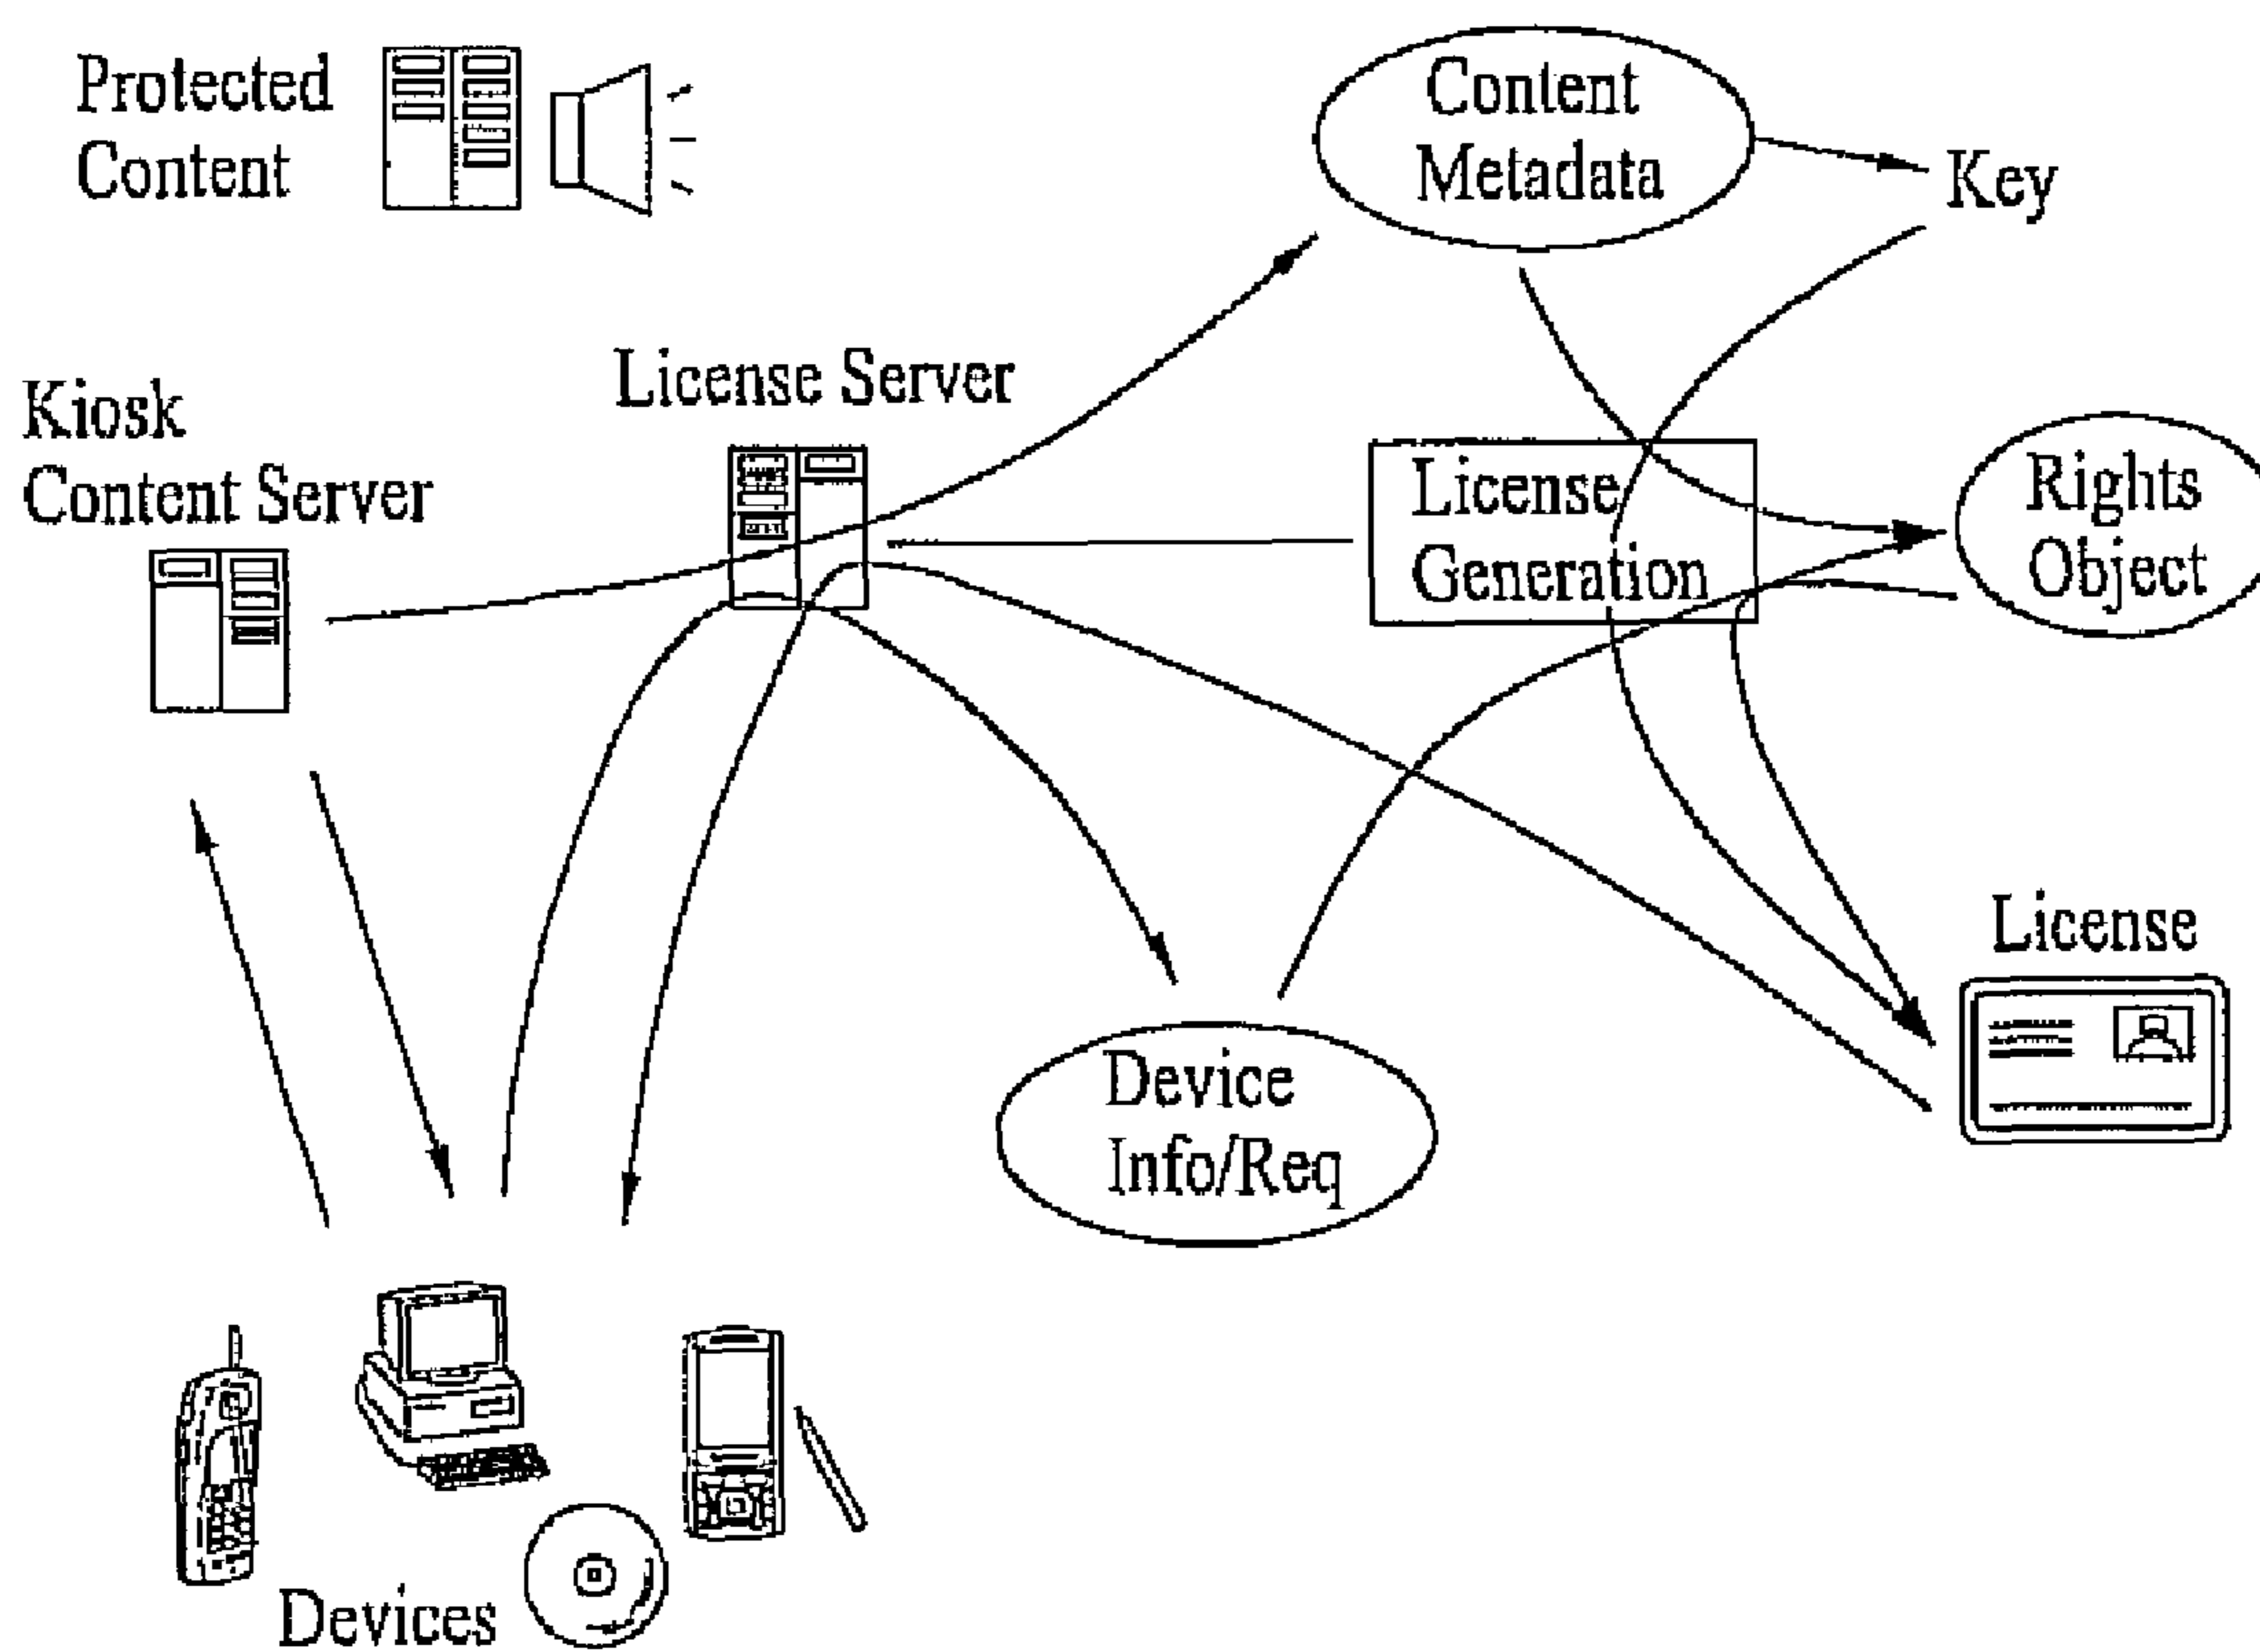 Protected
Content
Content
Metadata
Key
Kiosk
Content Server
License Server
License
Generation
Rights
Object
License
Device
Info/Req
Devices